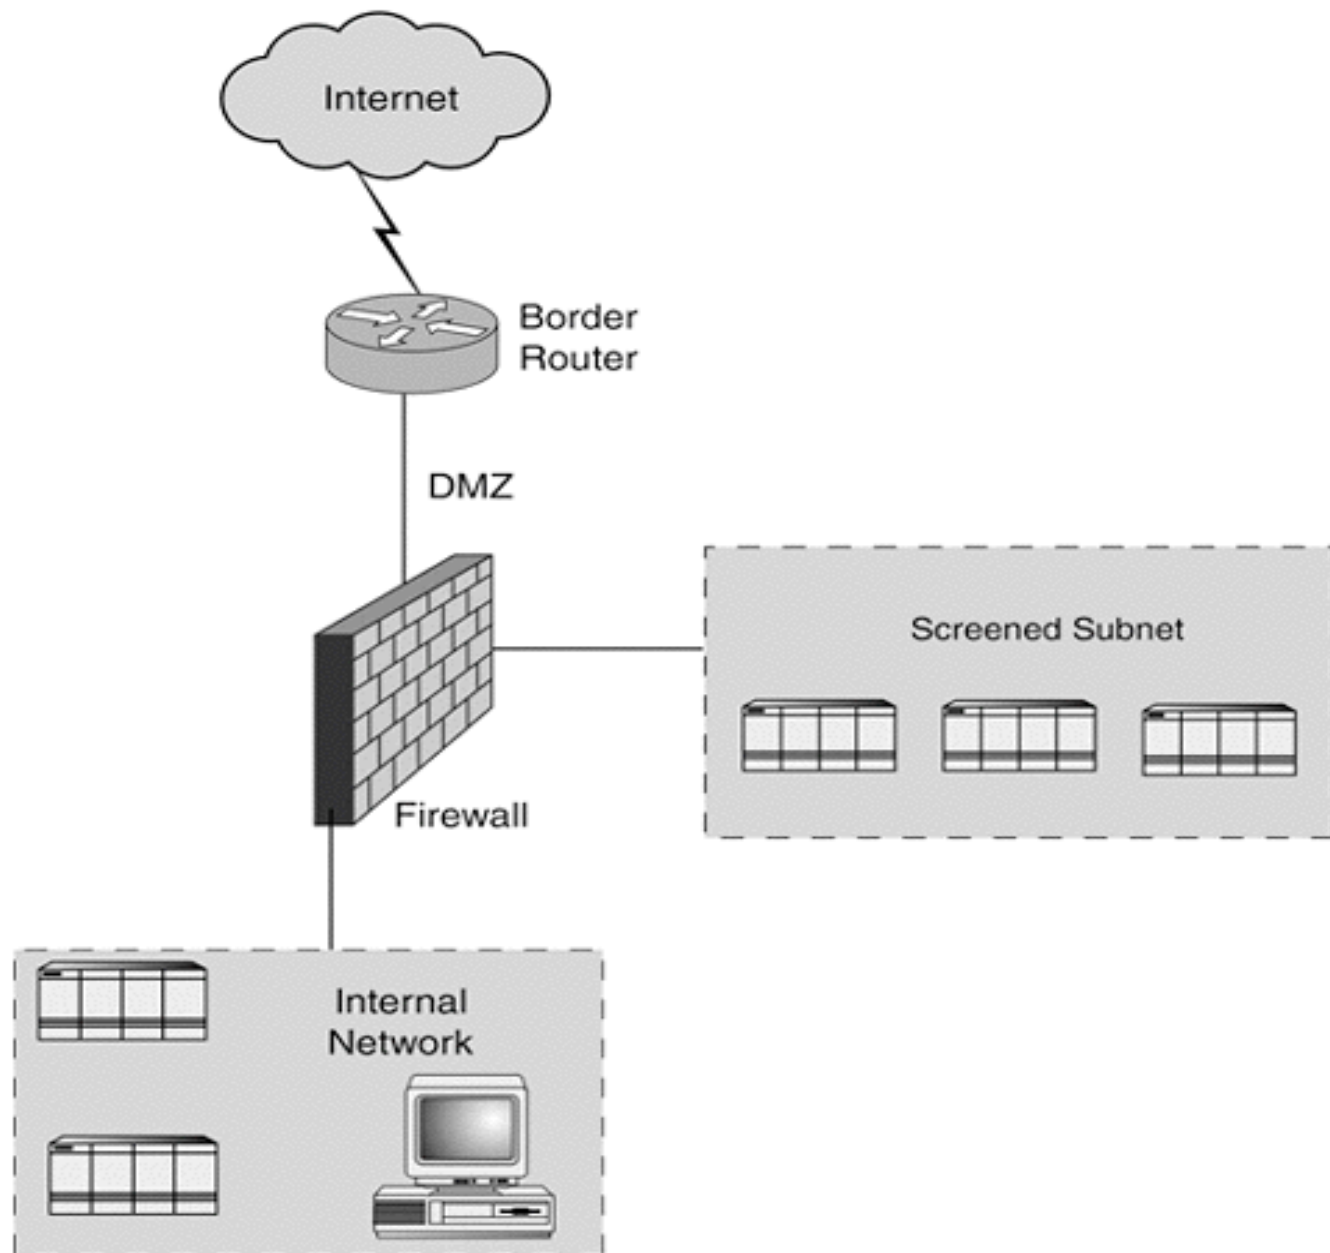 Internet
Border
Router
DMZ
Screened Subnet
Firewall
Internal
Network